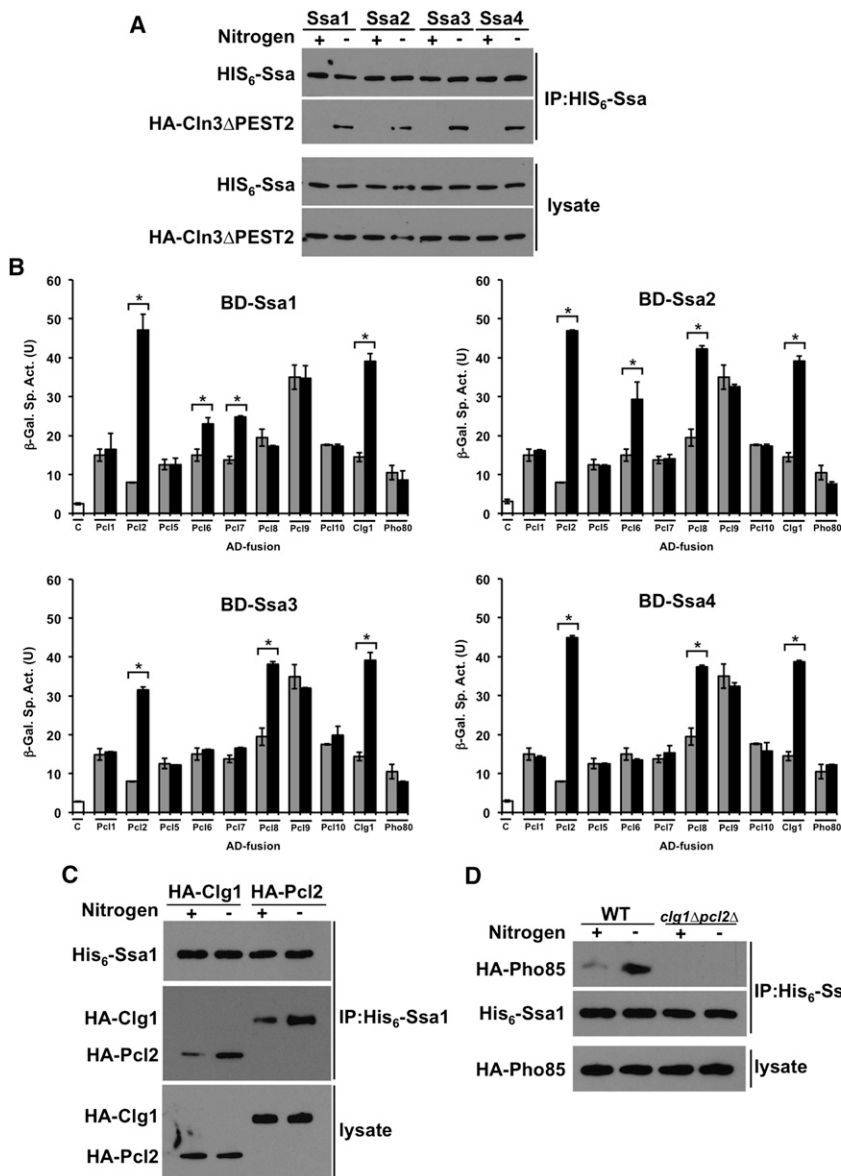 A
Ssa1 Ssa2 Ssa3 Ssa4
Nitrogen + - + - + - + -
HIS6-Ssa
HA-Cln3ΔPEST2
IP:HIS6-Ssa
HIS6-Ssa
HA-Cln3ΔPEST2
lysate
B
BD-Ssa1
β-Gal. Sp. Act. (U)
60
50
40
30
20
10
0
* * * *
C Pcl1 Pcl2 Pcl5 Pcl6 Pcl7 Pcl8 Pcl9 Pcl10 Clg1 Pho80
AD-fusion
BD-Ssa2
β-Gal. Sp. Act. (U)
60
50
40
30
20
10
0
* * * *
C Pcl1 Pcl2 Pcl5 Pcl6 Pcl7 Pcl8 Pcl9 Pcl10 Clg1 Pho80
AD-fusion
BD-Ssa3
β-Gal. Sp. Act. (U)
60
50
40
30
20
10
0
* * *
C Pcl1 Pcl2 Pcl5 Pcl6 Pcl7 Pcl8 Pcl9 Pcl10 Clg1 Pho80
AD-fusion
BD-Ssa4
β-Gal. Sp. Act. (U)
60
50
40
30
20
10
0
* * *
C Pcl1 Pcl2 Pcl5 Pcl6 Pcl7 Pcl8 Pcl9 Pcl10 Clg1 Pho80
AD-fusion
C
HA-Clg1 HA-Pcl2
Nitrogen + - + -
His6-Ssa1
HA-Clg1
HA-Pcl2
IP:His6-Ssa1
HA-Clg1
HA-Pcl2
lysate
D
WT clg1Δpcl2Δ
Nitrogen + - + -
HA-Pho85
His6-Ssa1
IP:His6-Ss
HA-Pho85
lysate